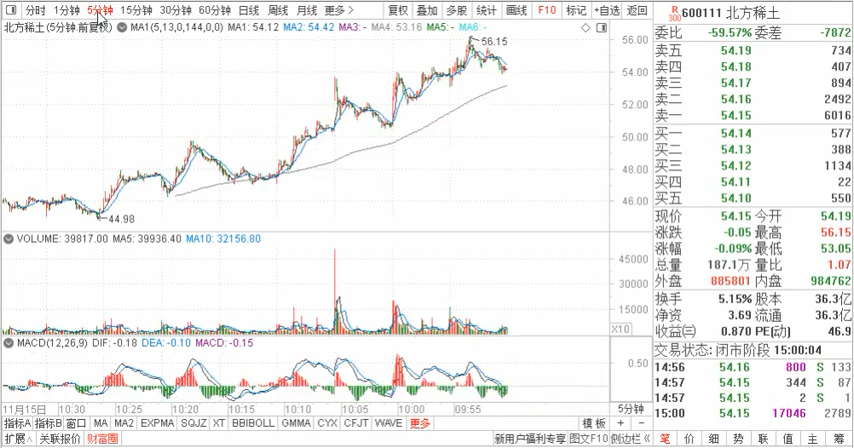 分时 1分钟 5分钟 15分钟 30分钟 60分钟 日线 周线 月线 更多 复权 叠加 多股 统计 画线 F10 标记 +自选 返回
北方稀土(5分钟 前复权) MA1(5,13,0,144,0,0) MA1: 54.12 MA2: 54.42 MA3: - MA4: 53.16 MA5: - MA6: -
56.15
56.00
54.00
52.00
50.00
48.00
46.00
44.98
VOLUME: 39817.00 MA5: 39936.40 MA10: 32156.80
45000
30000
15000
X10
MACD(12,26,9) DIF: -0.18 DEA: -0.10 MACD: -0.15
0.50
11月15日 10:30 10:25 10:20 10:15 10:10 10:05 10:00 09:55 5分钟
指标A 指标B 窗口 MA MA2 EXPMA SQJZ XT BBIBOLL GMMA CYX CFJT WAVE 更多 模板 + −
扩展∧ 关联报价 财富圈 新用户福利专享 图文F10 侧边栏《
R 300 600111 北方稀土
委比 -59.57% 委差 -7872
卖五 54.19 734
卖四 54.18 407
卖三 54.17 894
卖二 54.16 2492
卖一 54.15 6016
买一 54.14 577
买二 54.13 388
买三 54.12 1134
买四 54.11 22
买五 54.10 550
现价 54.15 今开 54.19
涨跌 -0.05 最高 56.15
涨幅 -0.09% 最低 53.05
总量 187.1万 量比 1.07
外盘 885801 内盘 984762
换手 5.15% 股本 36.3亿
净资 3.69 流通 36.3亿
收益㈢ 0.870 PE(动) 46.9
交易状态: 闭市阶段 15:00:04
14:56 54.16 800 S 133
14:57 54.15 344 S 87
14:57 54.15 2 S 1
15:00 54.15 17046 2789
笔 价 细 势 联 值 主 筹